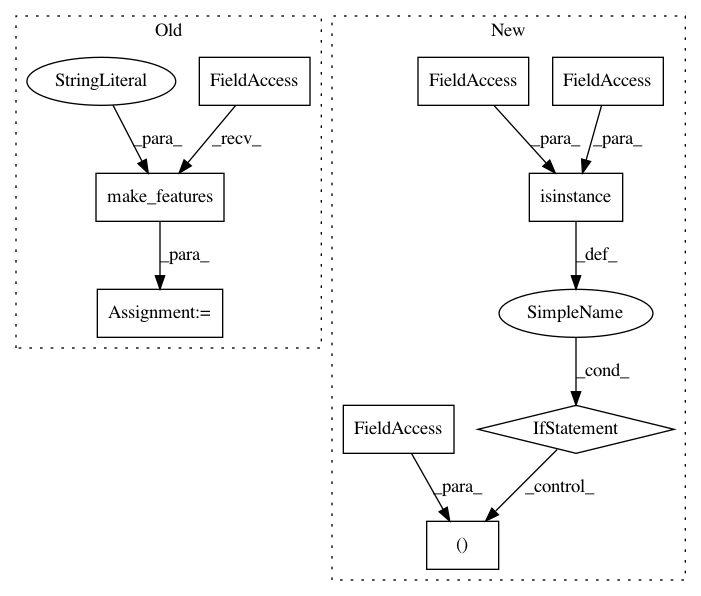 Old
New
StringLiteral
FieldAccess
FieldAccess
FieldAccess
_para_
_recv_
_para_
_para_
make_features
isinstance
_para_
_def_
Assignment:=
SimpleName
_cond_
FieldAccess
IfStatement
_para_
_control_
()